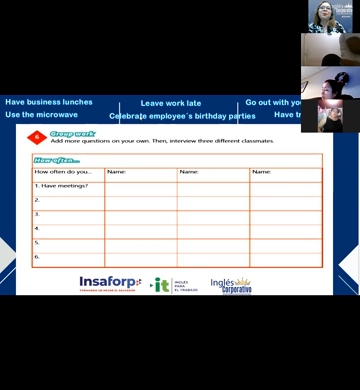 Have business lunches
Leave work late
Go out with
Use the microwave
Celebrate employee´s birthday parties
Have
6
Group work
Add more questions on your own. Then, interview three different classmates.
How often...
How often do you... Name: Name: Name:
1. Have meetings?
2.
3.
4.
5.
6.
Insaforp
it
INGLÉS
PARA
EL TRABAJO
Inglés
Corporativo